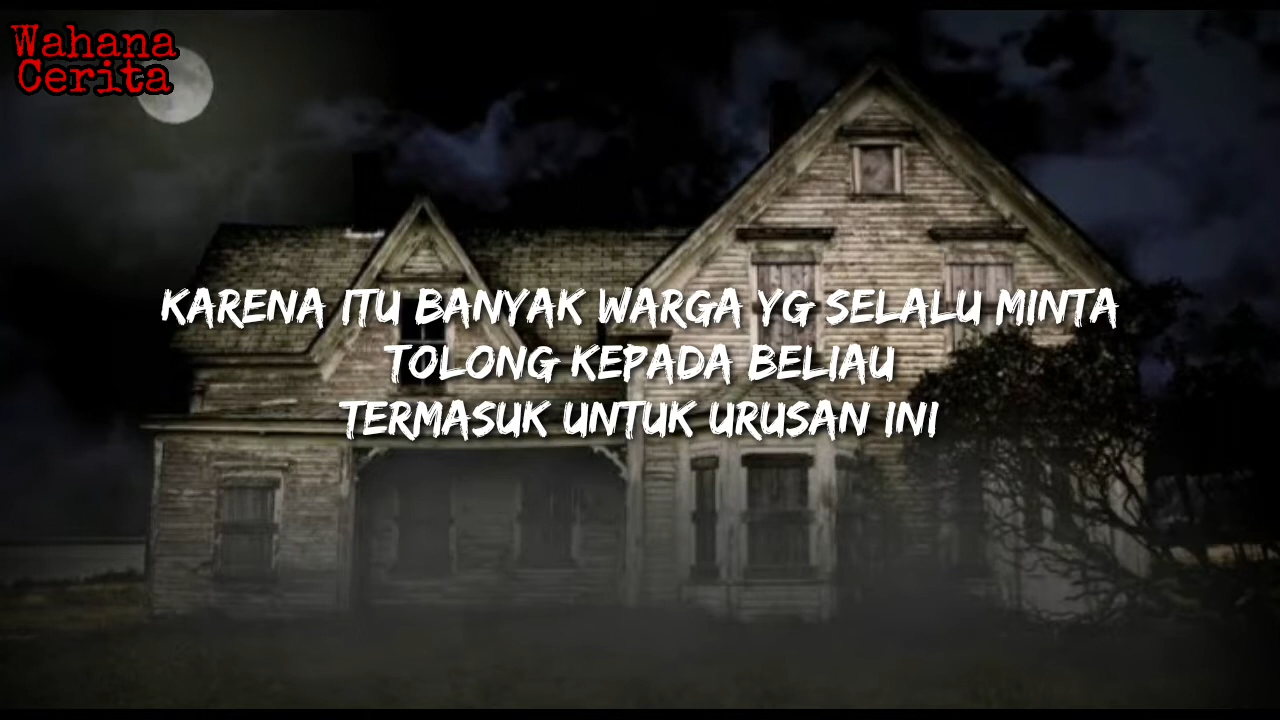 Wahana
Cerita
KARENA ITU BANYAK WARGA YG SELALU MINTA
TOLONG KEPADA BELIAU
TERMASUK UNTUK URUSAN INI